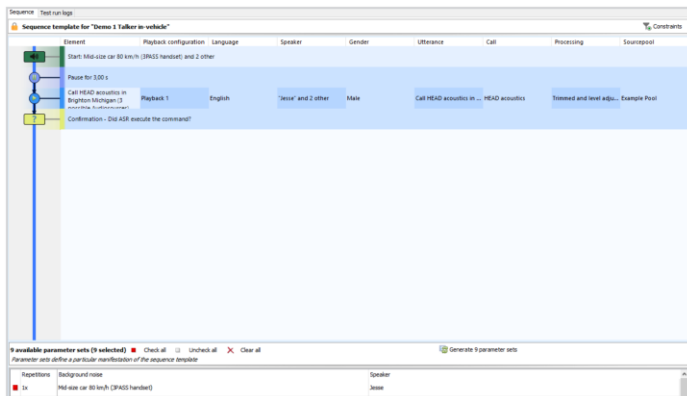 Sequence Test run logs
Sequence template for "Demo 1 Talker in-vehicle" Constraints
Element Playback configuration Language Speaker Gender Utterance Call Processing Sourcepool
Start: Mid-size car 80 km/h (3PASS handset) and 2 other
Pause for 3,00 s
Call HEAD acoustics in
Brighton Michigan (3 Playback 1 English "Jesse" and 2 other Male Call HEAD acoustics in ... HEAD acoustics Trimmed and level adju... Example Pool
?
Confirmation - Did ASR execute the command?
9 available parameter sets (9 selected) Check all Uncheck all Clear all Generate 9 parameter sets
Parameter sets define a particular manifestation of the sequence template
Repetitions Background noise Speaker
1x Mid-size car 80 km/h (3PASS handset) Jesse